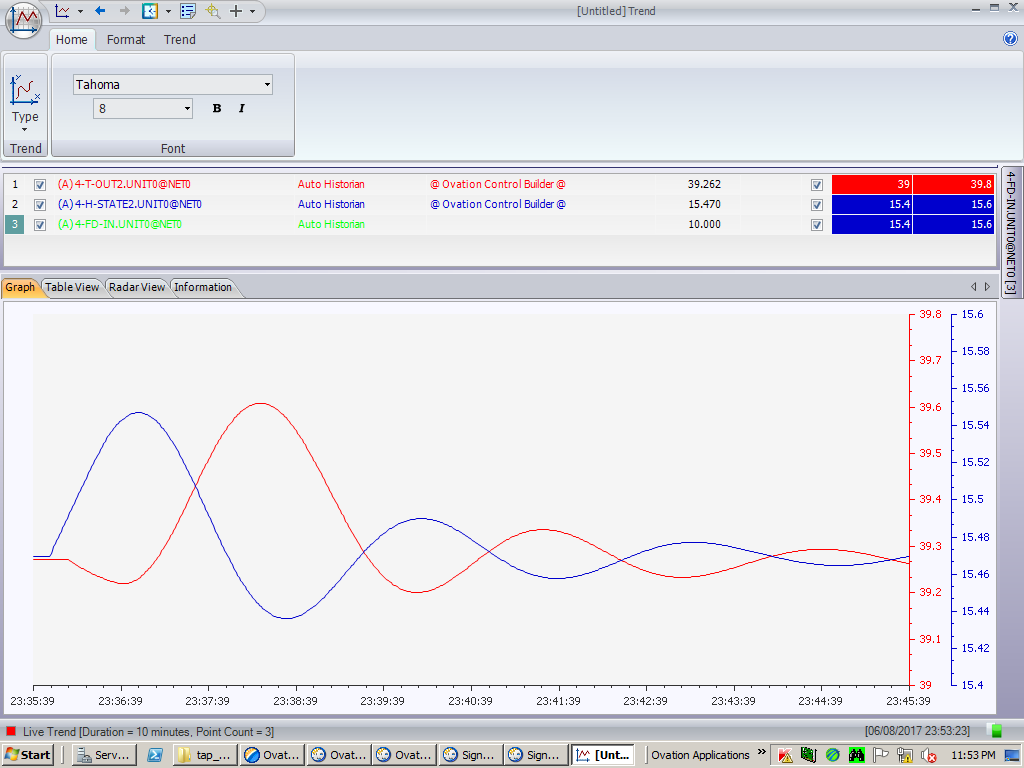 [Untitled] Trend
Home Format Trend
Tahoma
8 B I
Type
Trend Font
1 (A) 4-T-OUT2.UNIT0@NET0 Auto Historian @ Ovation Control Builder @ 39.262 39 39.8
2 (A) 4-H-STATE2.UNIT0@NET0 Auto Historian @ Ovation Control Builder @ 15.470 15.4 15.6
3 (A) 4-FD-IN.UNIT0@NET0 Auto Historian 10.000 15.4 15.6
4-FD-IN.UNIT0@NET0 [3]
Graph Table View Radar View Information
39.8 15.6
39.7 15.58
39.6 15.56
39.5 15.54
39.4 15.52
39.3 15.5
39.2 15.48
39.1 15.46
39 15.44
15.42
15.4
23:35:39 23:36:39 23:37:39 23:38:39 23:39:39 23:40:39 23:41:39 23:42:39 23:43:39 23:44:39 23:45:39
Live Trend [Duration = 10 minutes, Point Count = 3] [06/08/2017 23:53:23]
Start Serv... tap_... Ovat... Ovat... Ovat... Sign... Sign... [Unt... Ovation Applications » 11:53 PM